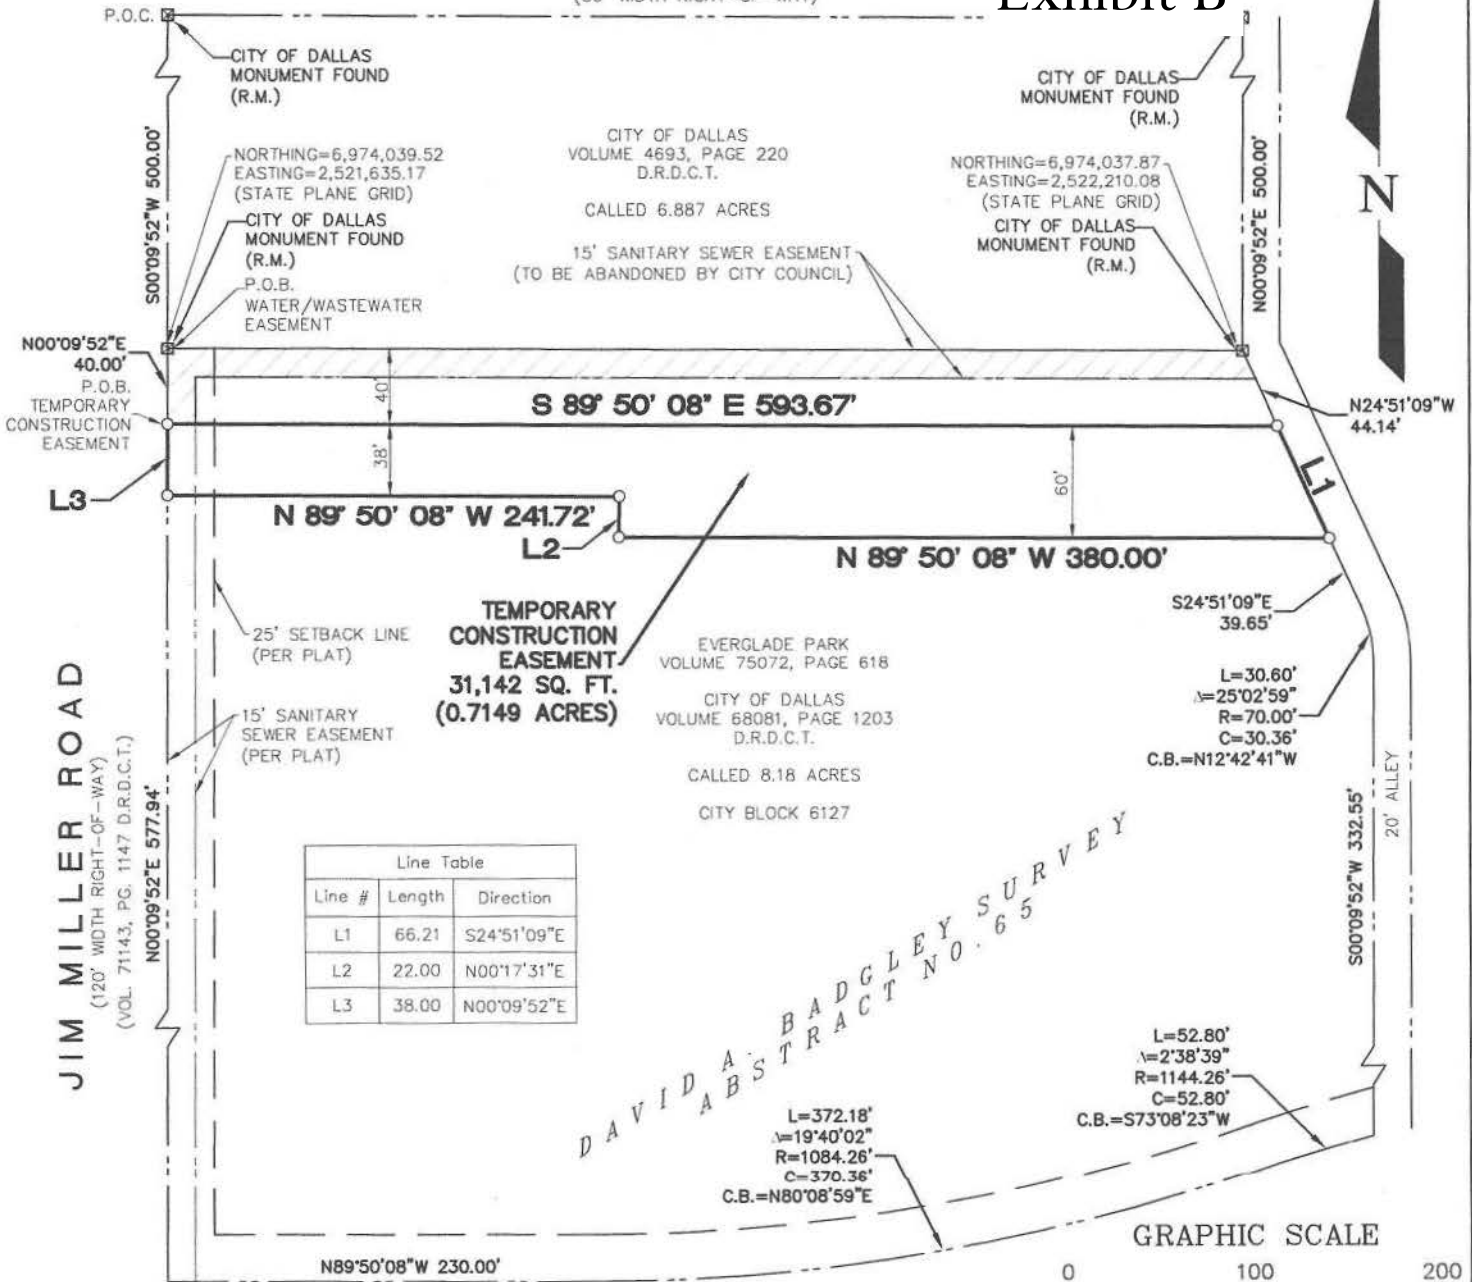 Exhibit B
P.O.C.
CITY OF DALLAS
MONUMENT FOUND
(R.M.)
CITY OF DALLAS
MONUMENT FOUND
(R.M.)
S00°09'52"W 500.00'
NORTHING=6,974,039.52
EASTING=2,521,635.17
(STATE PLANE GRID)
CITY OF DALLAS
MONUMENT FOUND
(R.M.)
P.O.B.
WATER/WASTEWATER
EASEMENT
CITY OF DALLAS
VOLUME 4693, PAGE 220
D.R.D.C.T.
CALLED 6.887 ACRES
15' SANITARY SEWER EASEMENT
(TO BE ABANDONED BY CITY COUNCIL)
NORTHING=6,974,037.87
EASTING=2,522,210.08
(STATE PLANE GRID)
CITY OF DALLAS
MONUMENT FOUND
(R.M.)
N00°09'52"E 500.00'
N
N00°09'52"E
40.00'
P.O.B.
TEMPORARY
CONSTRUCTION
EASEMENT
40'
S 89° 50' 08" E 593.67'
N24°51'09"W
44.14'
38'
60'
L1
L3
N 89° 50' 08" W 241.72'
L2
N 89° 50' 08" W 380.00'
TEMPORARY
CONSTRUCTION
EASEMENT
31,142 SQ. FT.
(0.7149 ACRES)
S24°51'09"E
39.65'
25' SETBACK LINE
(PER PLAT)
EVERGLADE PARK
VOLUME 75072, PAGE 618
CITY OF DALLAS
VOLUME 68081, PAGE 1203
D.R.D.C.T.
CALLED 8.18 ACRES
CITY BLOCK 6127
L=30.60'
Δ=25°02'59"
R=70.00'
C=30.36'
C.B.=N12°42'41"W
15' SANITARY
SEWER EASEMENT
(PER PLAT)
JIM MILLER ROAD
(120' WIDTH RIGHT-OF-WAY)
(VOL. 71143, PG. 1147 D.R.D.C.T.)
N00°09'52"E 577.94'
S00°09'52"W 332.55'
20' ALLEY
Line Table
Line # Length Direction
L1 66.21 S24°51'09"E
L2 22.00 N00°17'31"E
L3 38.00 N00°09'52"E
DAVID A. BADGLEY SURVEY
ABSTRACT NO. 65
L=52.80'
Δ=2°38'39"
R=1144.26'
C=52.80'
C.B.=S73°08'23"W
L=372.18'
Δ=19°40'02"
R=1084.26'
C=370.36'
C.B.=N80°08'59"E
GRAPHIC SCALE
N89°50'08"W 230.00'
0 100 200